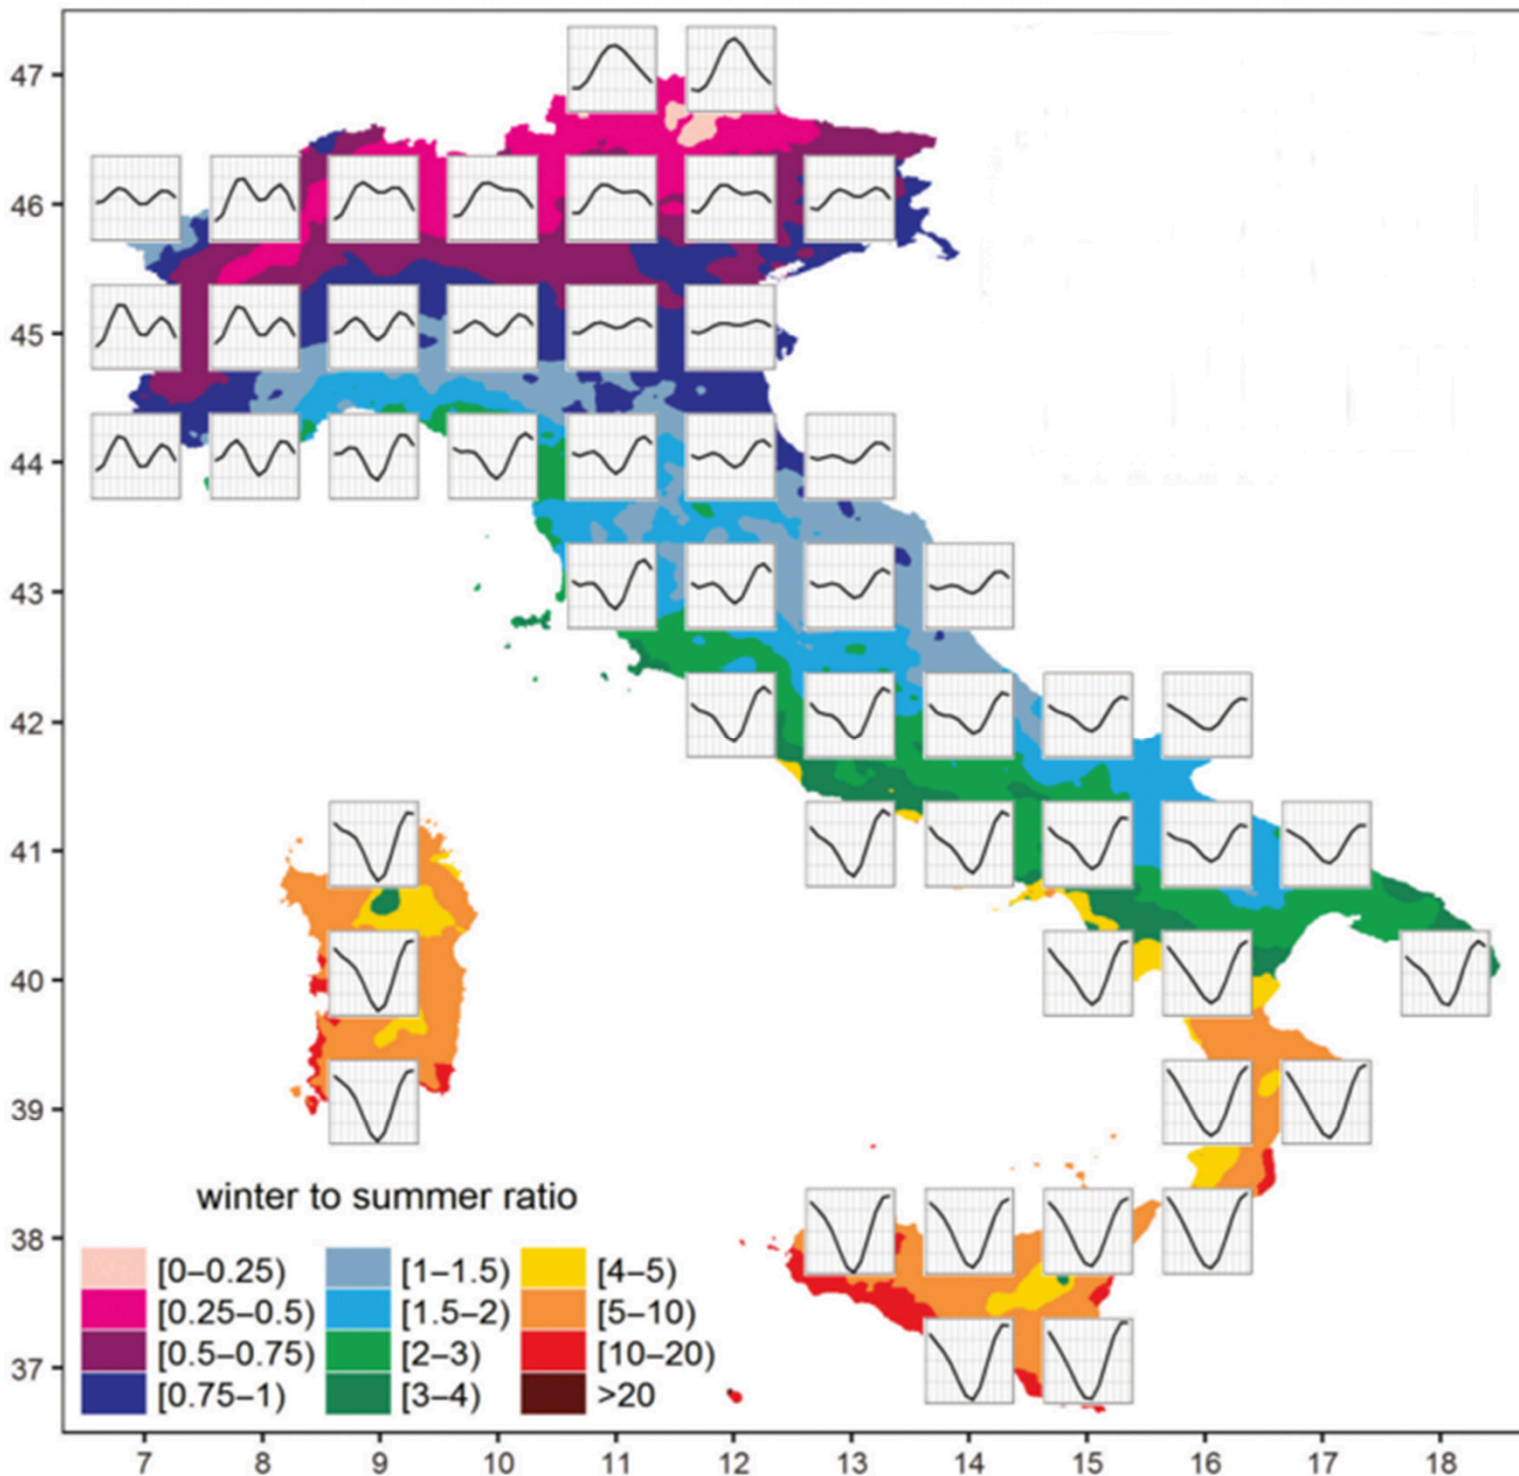 47
46
45
44
43
42
41
40
39
38
37
winter to summer ratio
[0–0.25) [1–1.5) [4–5)
[0.25–0.5) [1.5–2) [5–10)
[0.5–0.75) [2–3) [10–20)
[0.75–1) [3–4) >20
7 8 9 10 11 12 13 14 15 16 17 18